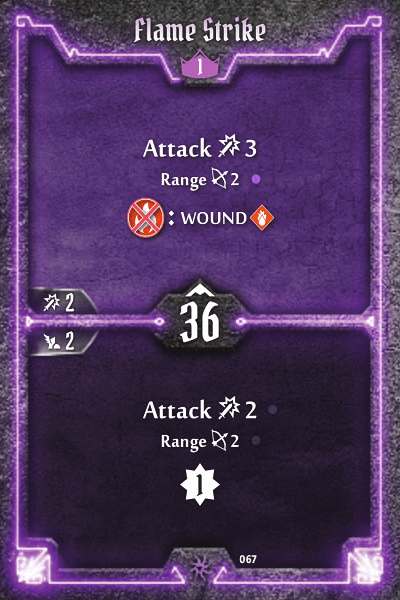 Flame Strike
1
Attack 3
Range 2
: WOUND
2
36
2
Attack 2
Range 2
1
067